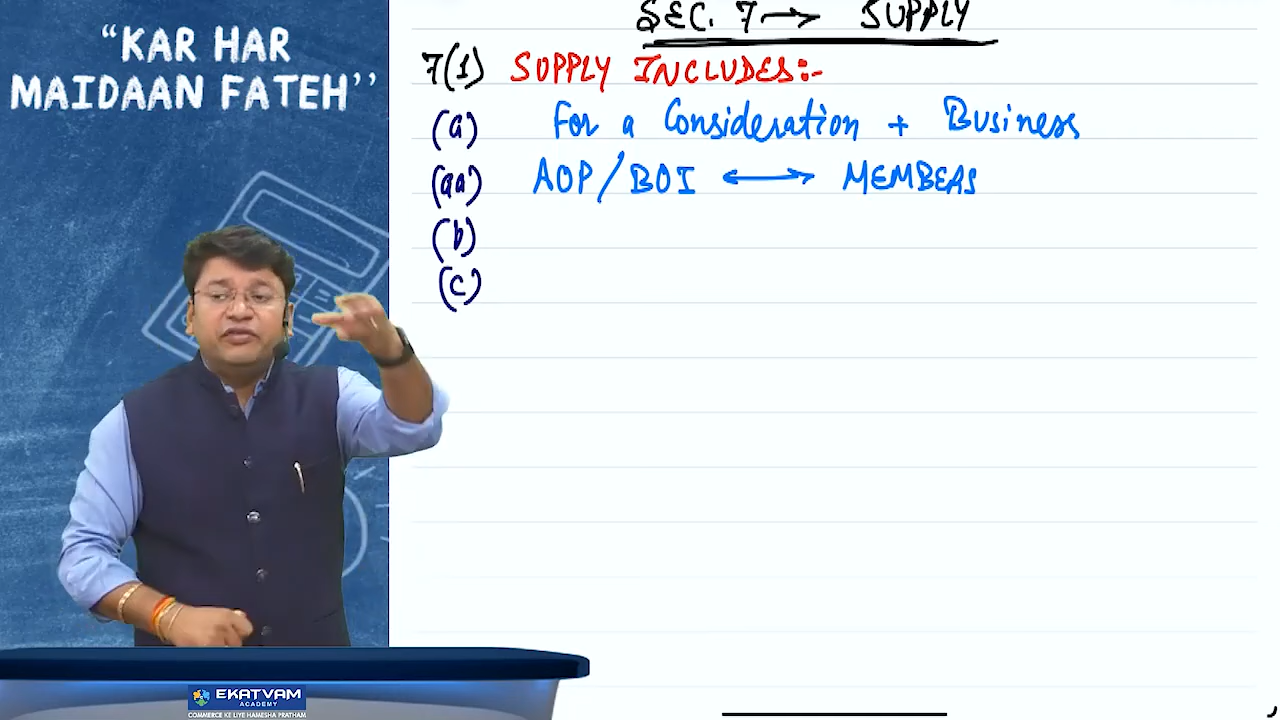 “KAR HAR
MAIDAAN FATEH’’
SEC. 7 → SUPPLY
7(1) SUPPLY INCLUDES:-
(a) For a Consideration + Business
(aa) AOP/BOI ↔ MEMBERS
(b)
(c)
EKATVAM
ACADEMY
COMMERCE KE LIYE HAMESHA PRATHAM